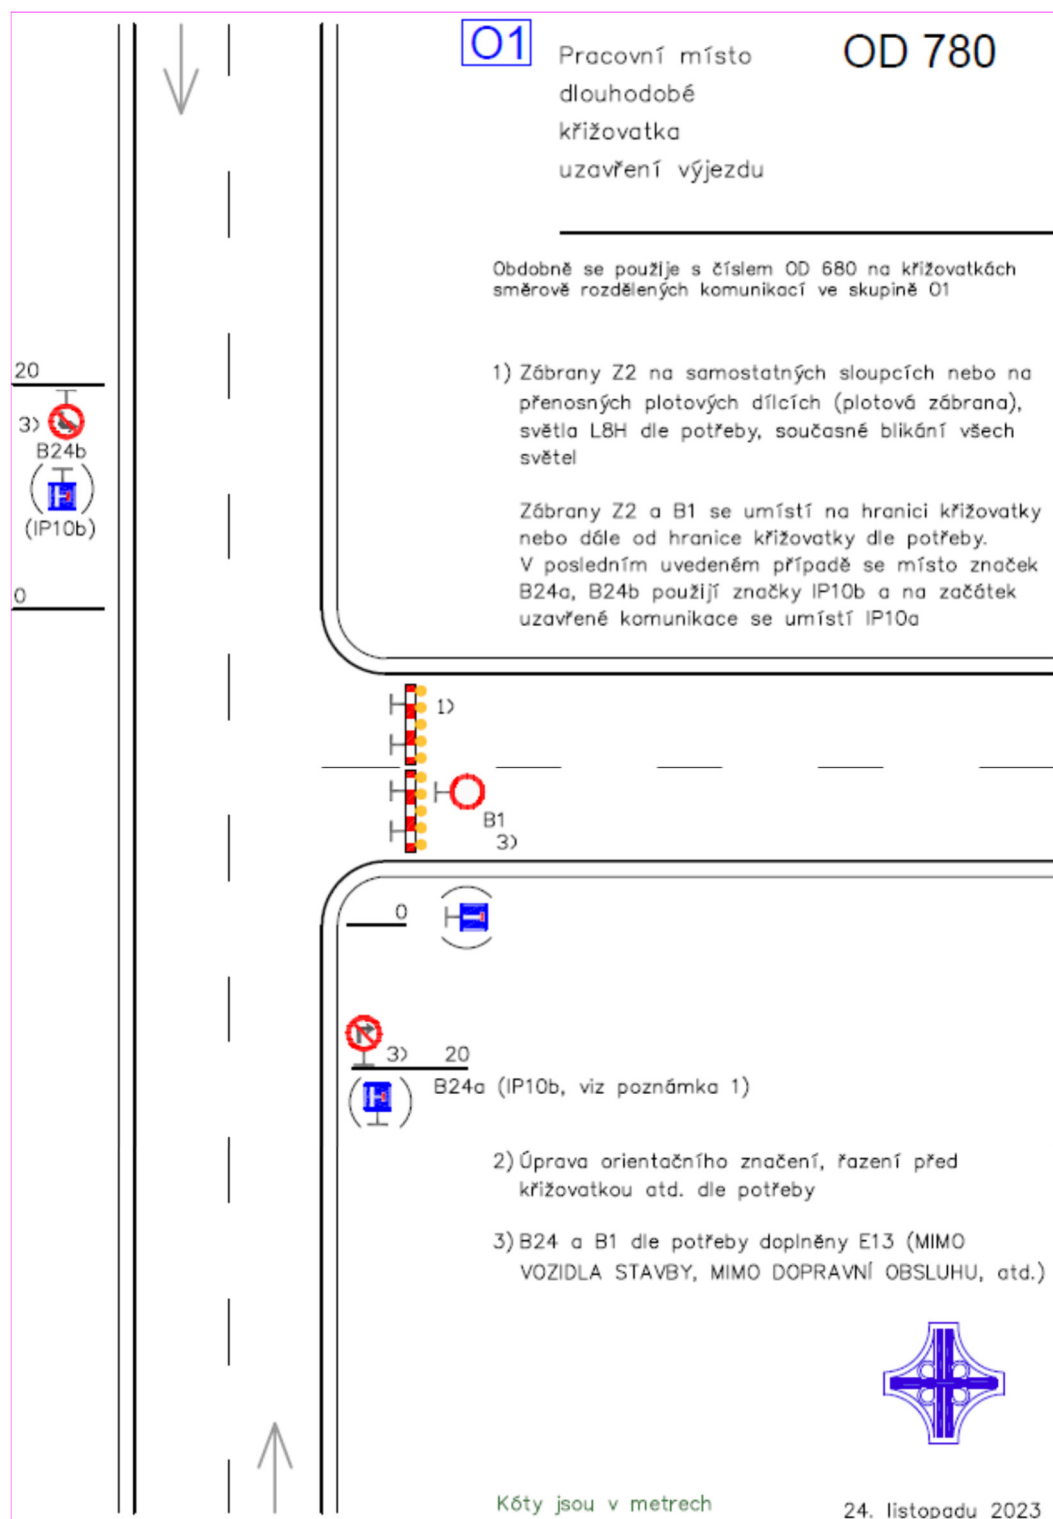 O1
OD 780
Pracovní místo
dlouhodobé
křižovatka
uzavření výjezdu
Obdobně se použije s číslem OD 680 na křižovatkách
směrově rozdělených komunikací ve skupině O1
20
3)
B24b
(IP10b)
0
1) Zábrany Z2 na samostatných sloupcích nebo na
přenosných plotových dílcích (plotová zábrana),
světla L8H dle potřeby, současné blikání všech
světel
Zábrany Z2 a B1 se umístí na hranici křižovatky
nebo dále od hranice křižovatky dle potřeby.
V posledním uvedeném případě se místo značek
B24a, B24b použijí značky IP10b a na začátek
uzavřené komunikace se umístí IP10a
1)
B1
3)
0
3) 20
B24a (IP10b, viz poznámka 1)
2) Úprava orientačního značení, řazení před
křižovatkou atd. dle potřeby
3) B24 a B1 dle potřeby doplněny E13 (MIMO
VOZIDLA STAVBY, MIMO DOPRAVNÍ OBSLUHU, atd.)
Kóty jsou v metrech
24. listopadu 2023